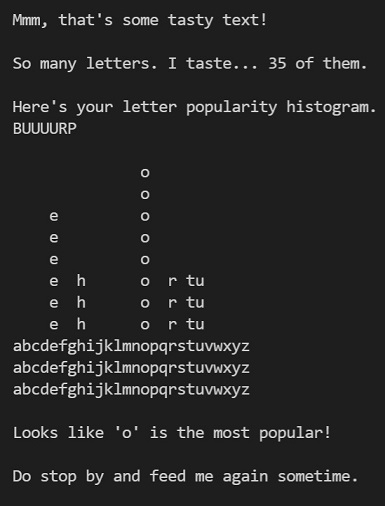 Mmm, that's some tasty text!

So many letters. I taste... 35 of them.

Here's your letter popularity histogram.
BUUUURP

              o
              o
    e         o
    e         o
    e         o
    e  h      o  r tu
    e  h      o  r tu
    e  h      o  r tu
abcdefghijklmnopqrstuvwxyz
abcdefghijklmnopqrstuvwxyz
abcdefghijklmnopqrstuvwxyz

Looks like 'o' is the most popular!

Do stop by and feed me again sometime.